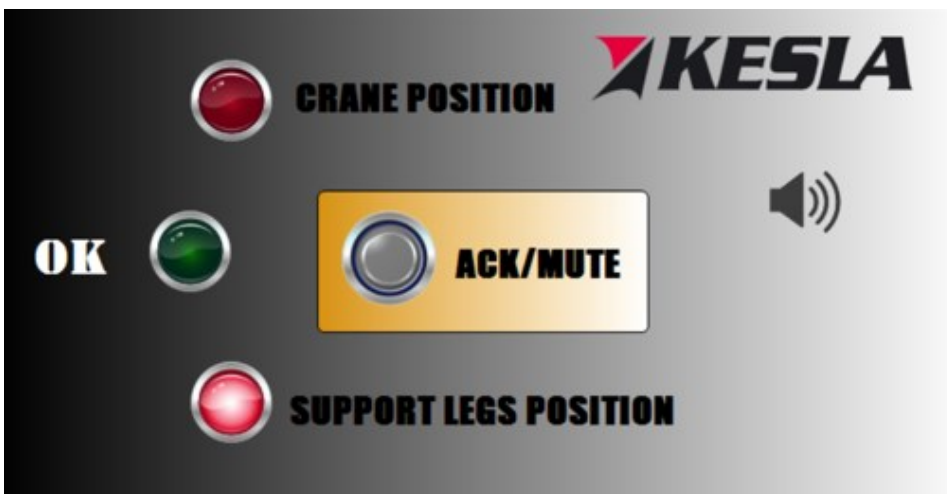 KESLA
CRANE POSITION
OK
ACK/MUTE
SUPPORT LEGS POSITION